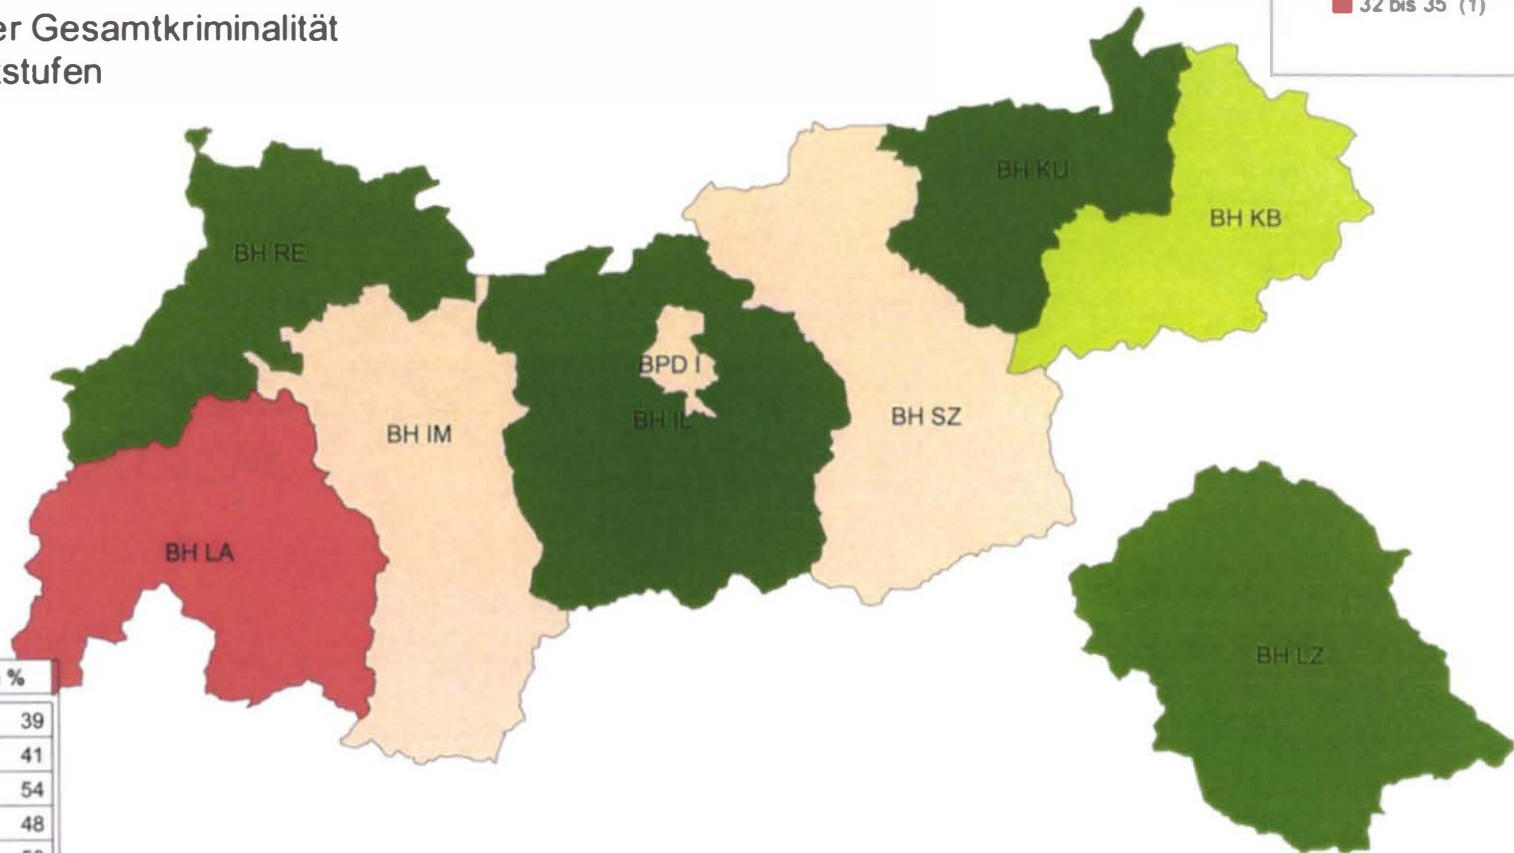 er Gesamtkriminalität
stufen
32 bis 35 (1)
BH RE
BH KU
BH KB
BPD I
BH IL
BH IM
BH SZ
BH LA
BH LZ
%
39
41
54
48